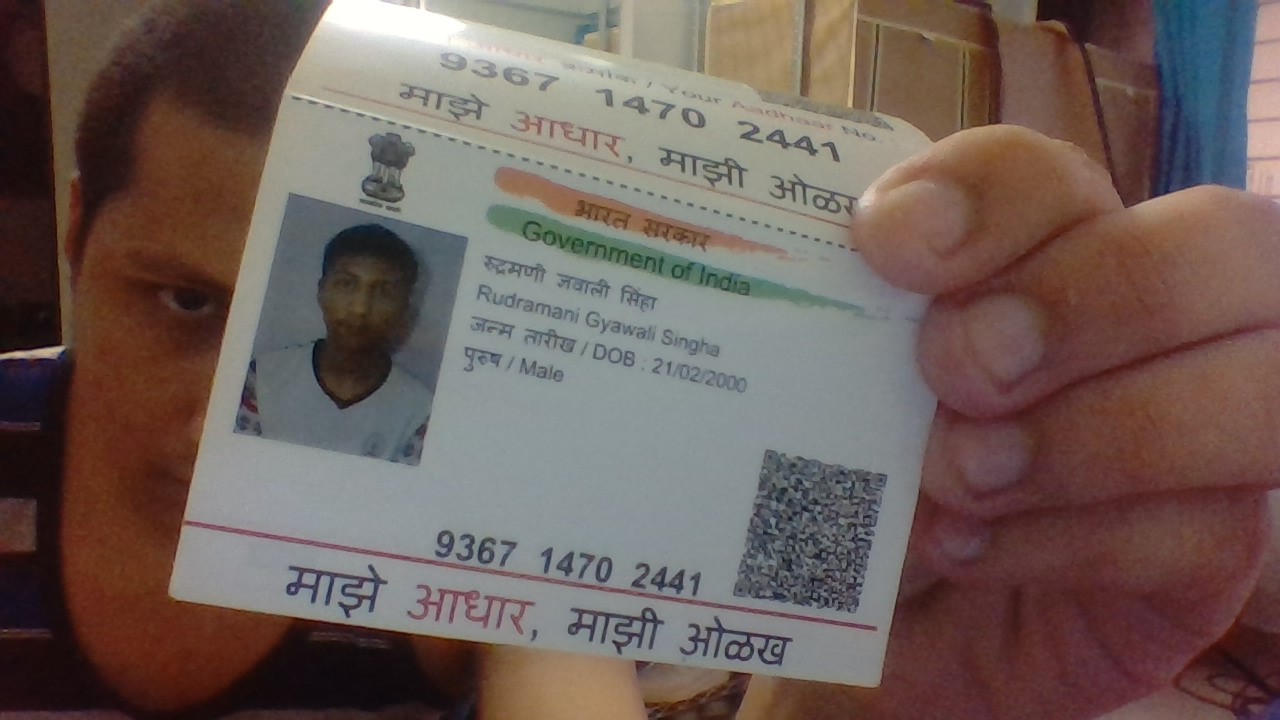 क्रमांक / Your Aadhaar No.
9367 1470 2441
माझे आधार, माझी ओळख
भारत सरकार
Government of India
रुद्रमणी ज्ञवाली सिंहा
Rudramani Gyawali Singha
जन्म तारीख / DOB : 21/02/2000
पुरुष / Male
9367 1470 2441
माझे आधार, माझी ओळख